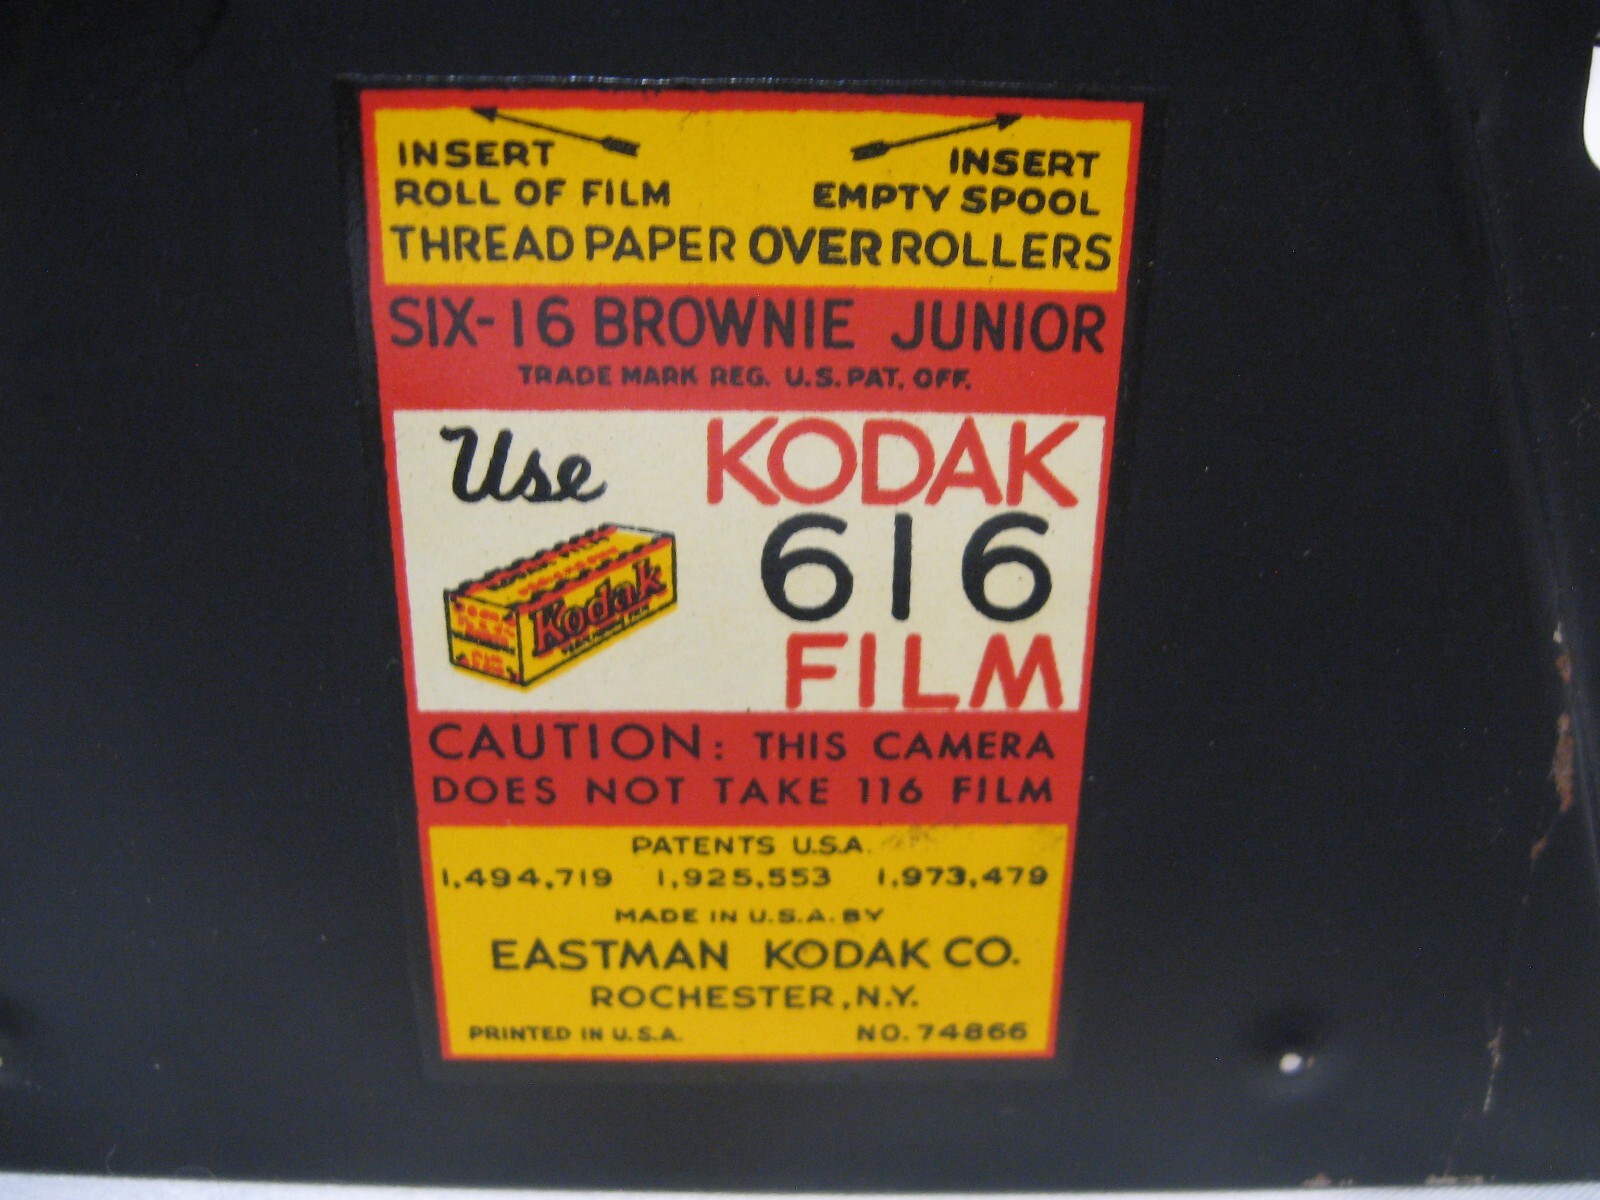 INSERT
ROLL OF FILM
INSERT
EMPTY SPOOL
THREAD PAPER OVER ROLLERS
SIX-16 BROWNIE JUNIOR
TRADE MARK REG. U.S. PAT. OFF.
Use
KODAK
616
FILM
Kodak
CAUTION: THIS CAMERA
DOES NOT TAKE 116 FILM
PATENTS U.S.A.
1,494,719 1,925,553 1,973,479
MADE IN U.S.A. BY
EASTMAN KODAK CO.
ROCHESTER, N.Y.
PRINTED IN U.S.A. NO. 74866